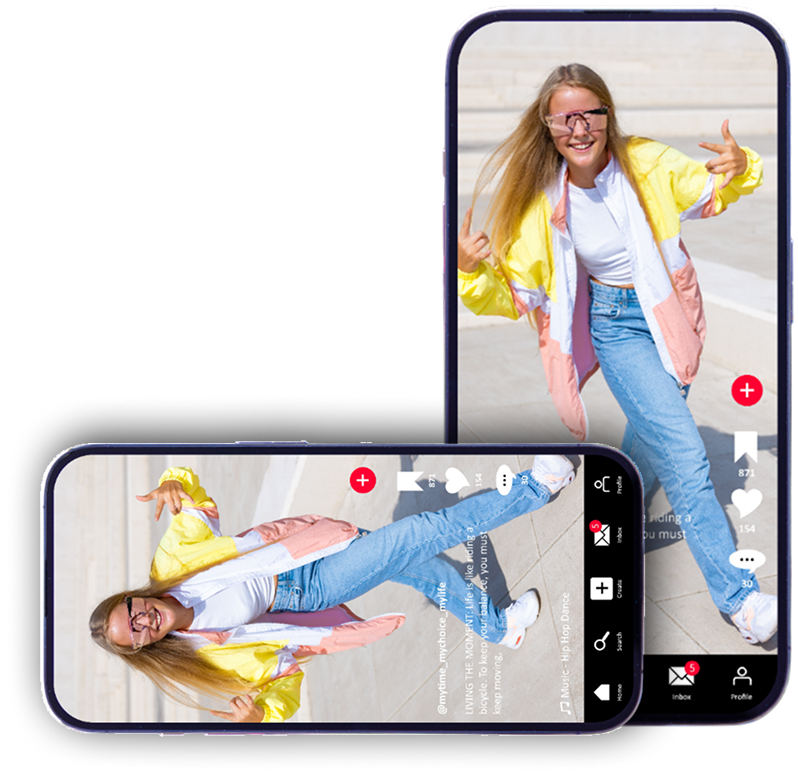 871
154
30
e riding a
ou must
5
Inbox
Profile
871
154
30
@mytime_mychoice_mylife
LIVING THE MOMENT: Life is like riding a
bicycle. To keep your balance, you must
keep moving,
Music - Hip Hop Dance
Home
Search
Create
5
Inbox
Profile